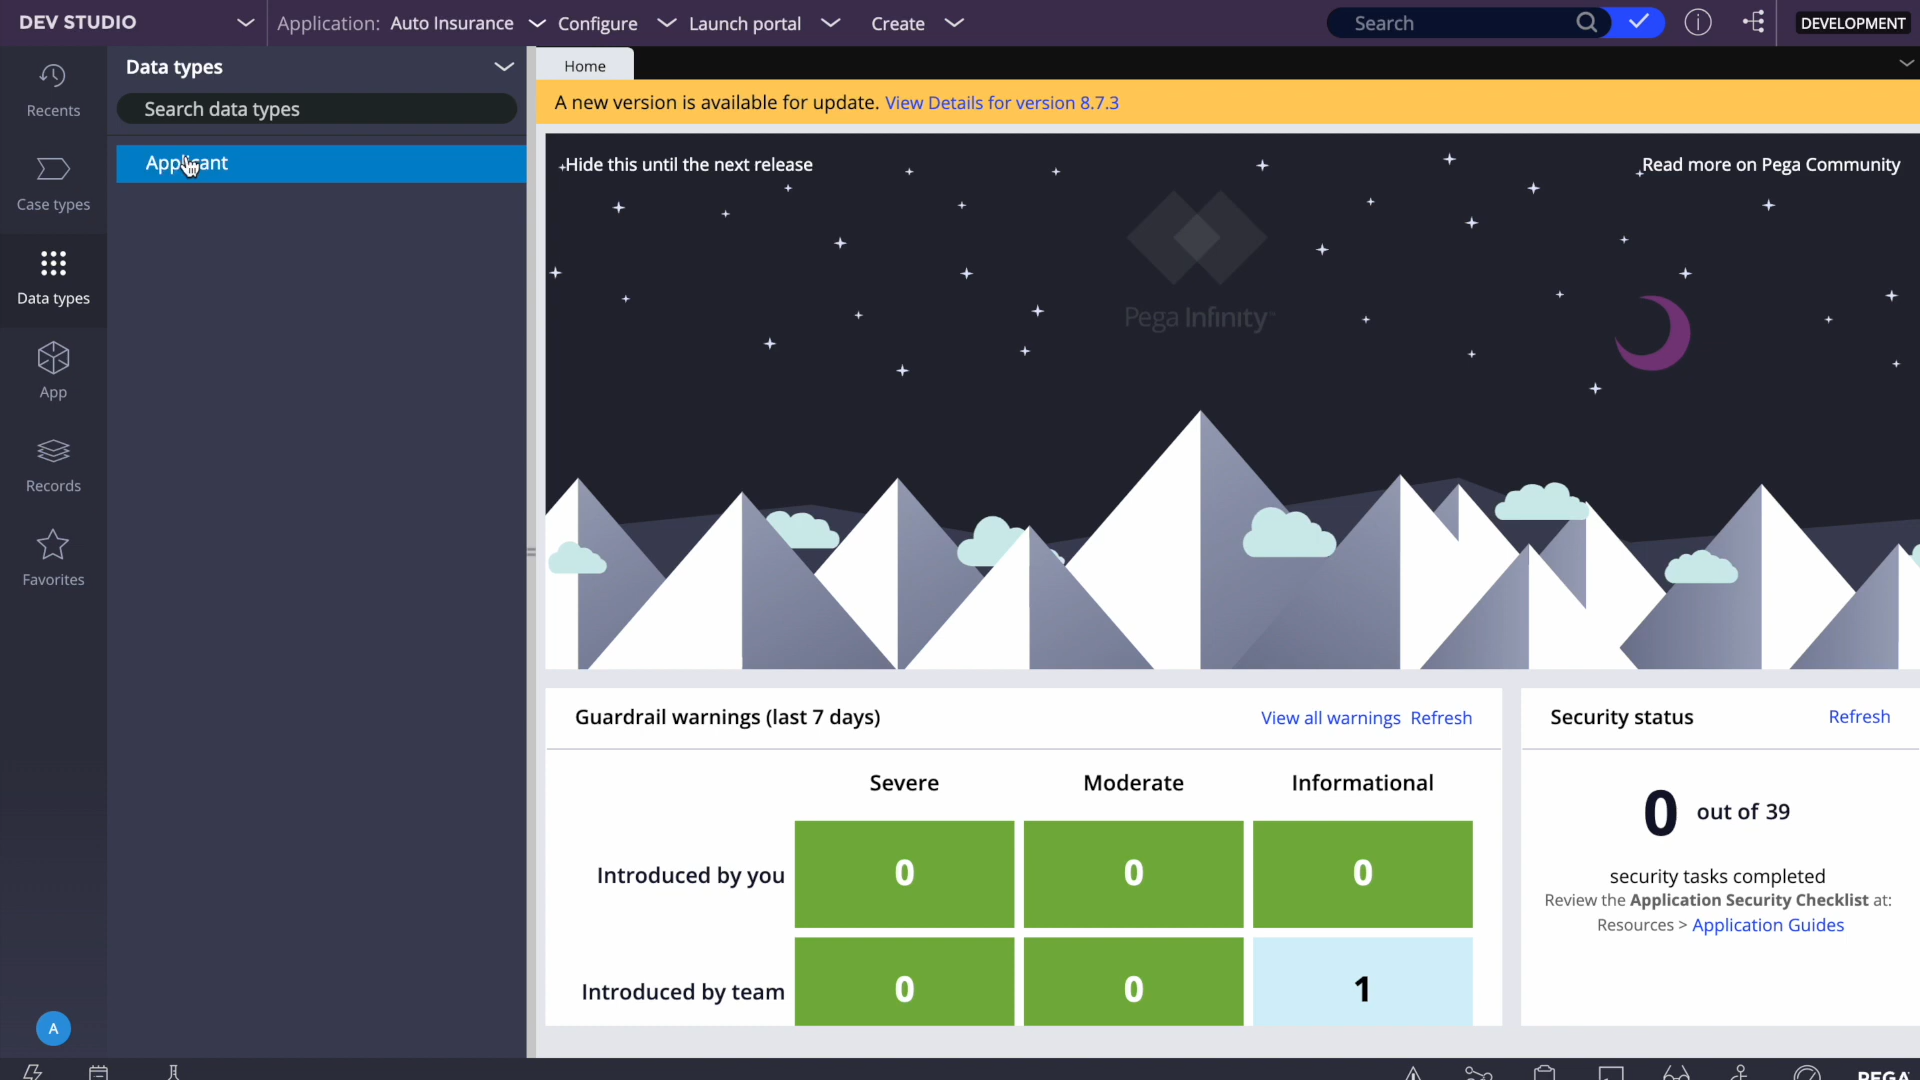 DEV STUDIO
Application: Auto Insurance
Configure
Launch portal
Create
Search
DEVELOPMENT
Recents
Case types
Data types
App
Records
Favorites
A
Data types
Search data types
Applicant
Home
A new version is available for update. View Details for version 8.7.3
Hide this until the next release
Read more on Pega Community
Pega Infinity
Guardrail warnings (last 7 days)
View all warnings Refresh
Severe Moderate Informational
Introduced by you 0 0 0
Introduced by team 0 0 1
Security status
Refresh
0 out of 39
security tasks completed
Review the Application Security Checklist at:
Resources > Application Guides
PEGA